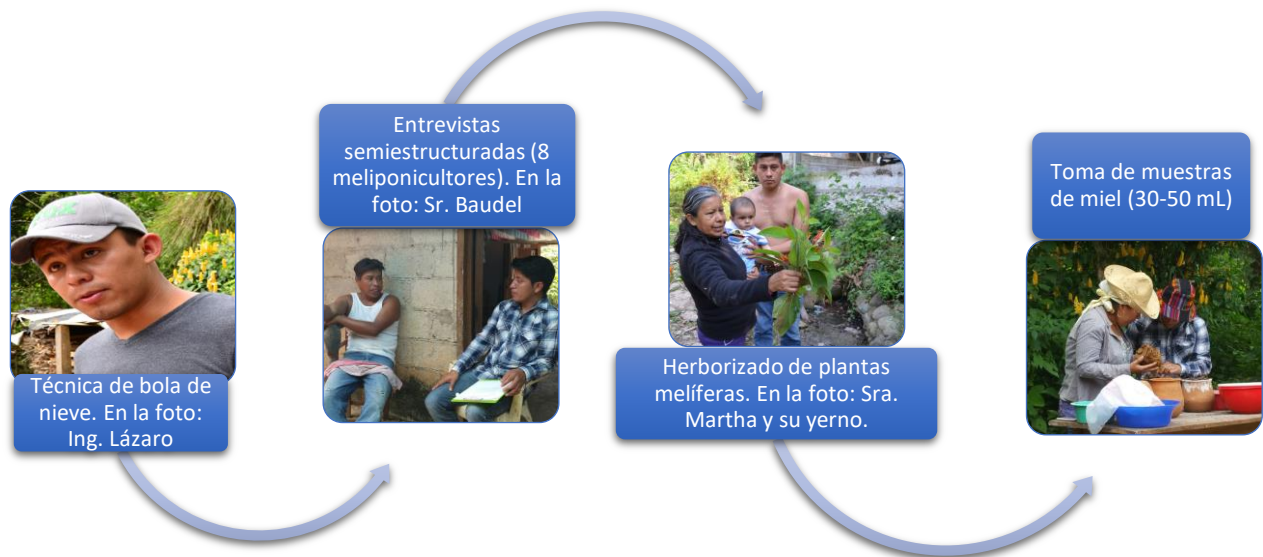 Técnica de bola de
nieve. En la foto:
Ing. Lázaro
Entrevistas
semiestructuradas (8
meliponicultores). En la
foto: Sr. Baudel
Herborizado de plantas
melíferas. En la foto: Sra.
Martha y su yerno.
Toma de muestras
de miel (30-50 mL)